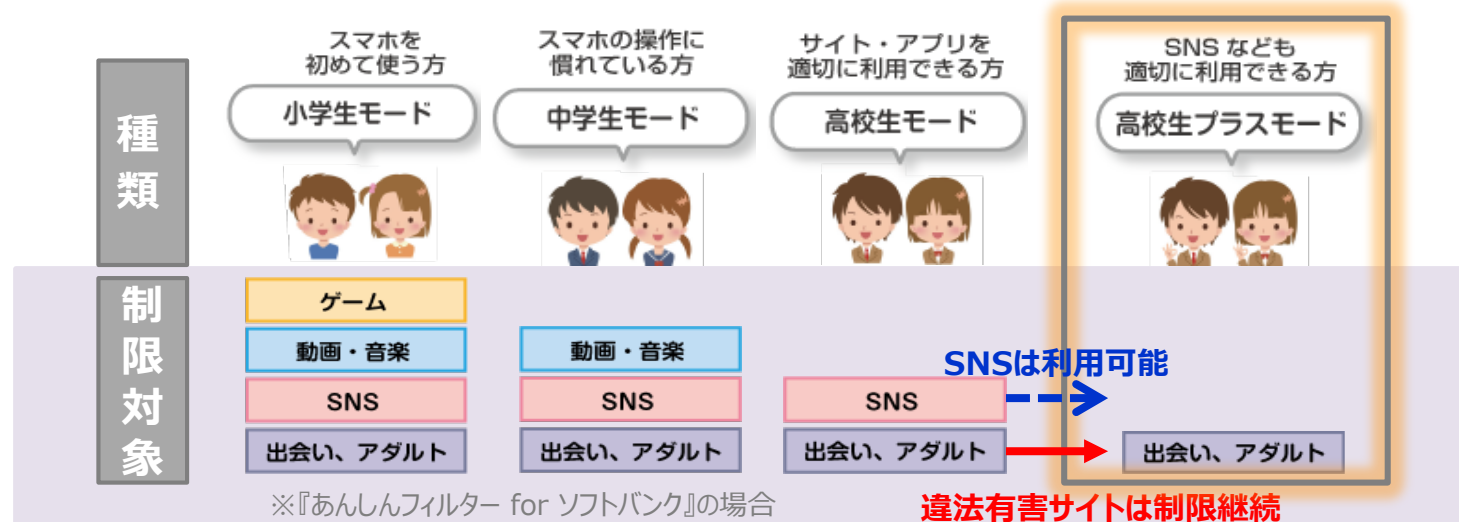 種類
スマホを
初めて使う方
小学生モード
スマホの操作に
慣れている方
中学生モード
サイト・アプリを
適切に利用できる方
高校生モード
SNS なども
適切に利用できる方
高校生プラスモード
制限対象
ゲーム
動画・音楽
動画・音楽
SNSは利用可能
SNS
SNS
SNS
出会い、アダルト
出会い、アダルト
出会い、アダルト
出会い、アダルト
※『あんしんフィルター for ソフトバンク』の場合
違法有害サイトは制限継続